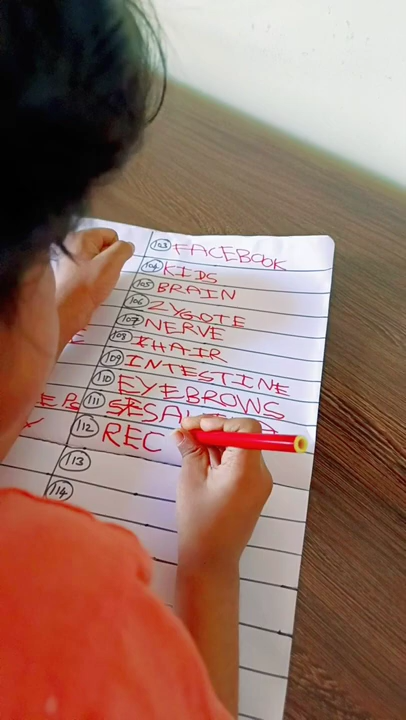 103 FACEBOOK
104 KIDS
105 BRAIN
106 ZYGOTE
107 NERVE
108 HAIR
109 INTESTINE
110 EYEBROWS
111
112 REC
113
114